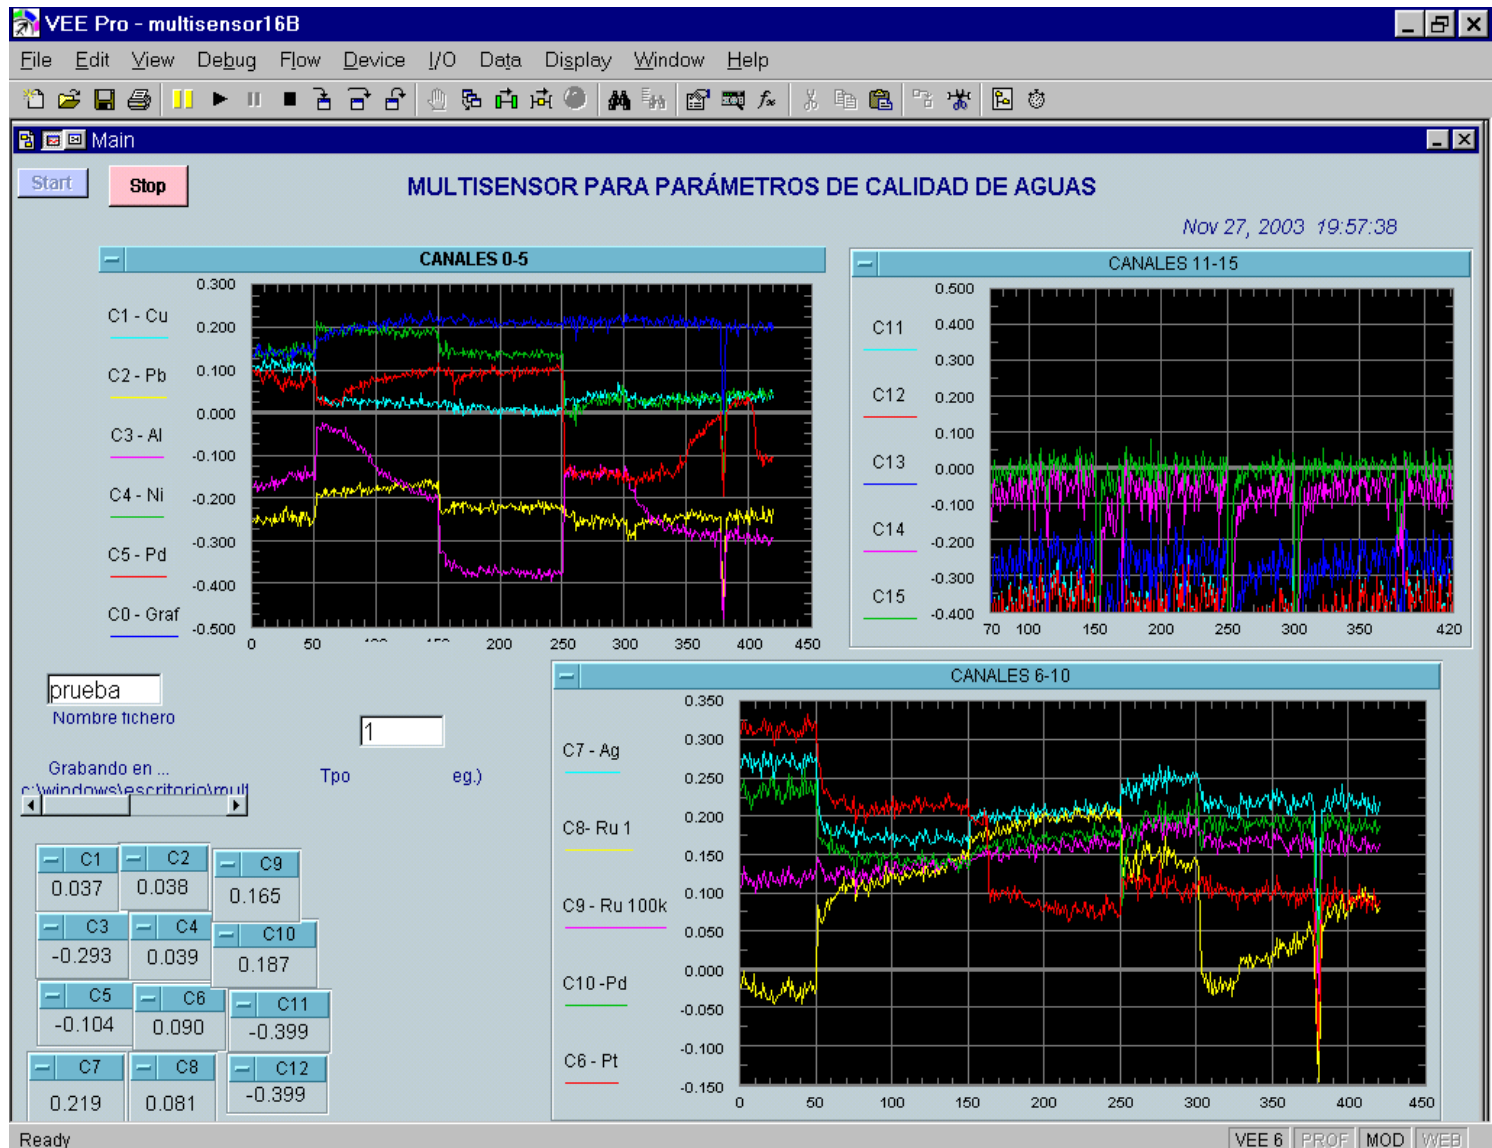 VEE Pro - multisensor16B
File Edit View Debug Flow Device I/O Data Display Window Help
Main
Start Stop
MULTISENSOR PARA PARÁMETROS DE CALIDAD DE AGUAS
Nov 27, 2003 19:57:38
CANALES 0-5
C1 - Cu
C2 - Pb
C3 - Al
C4 - Ni
C5 - Pd
C0 - Graf
0.300
0.200
0.100
0.000
-0.100
-0.200
-0.300
-0.400
-0.500
0 50 100 150 200 250 300 350 400 450
CANALES 11-15
C11
C12
C13
C14
C15
0.500
0.400
0.300
0.200
0.100
0.000
-0.100
-0.200
-0.300
-0.400
70 100 150 200 250 300 350 420
prueba
Nombre fichero
1
Grabando en ...
Tpo eg.)
c:\windows\escritorio\mult
CANALES 6-10
C7 - Ag
C8- Ru 1
C9 - Ru 100k
C10 -Pd
C6 - Pt
0.350
0.300
0.250
0.200
0.150
0.100
0.050
0.000
-0.050
-0.100
-0.150
0 50 100 150 200 250 300 350 400 450
C1 C2 C9
0.037 0.038 0.165
C3 C4 C10
-0.293 0.039 0.187
C5 C6 C11
-0.104 0.090 -0.399
C7 C8 C12
0.219 0.081 -0.399
Ready
VEE 6 PROF MOD WEB